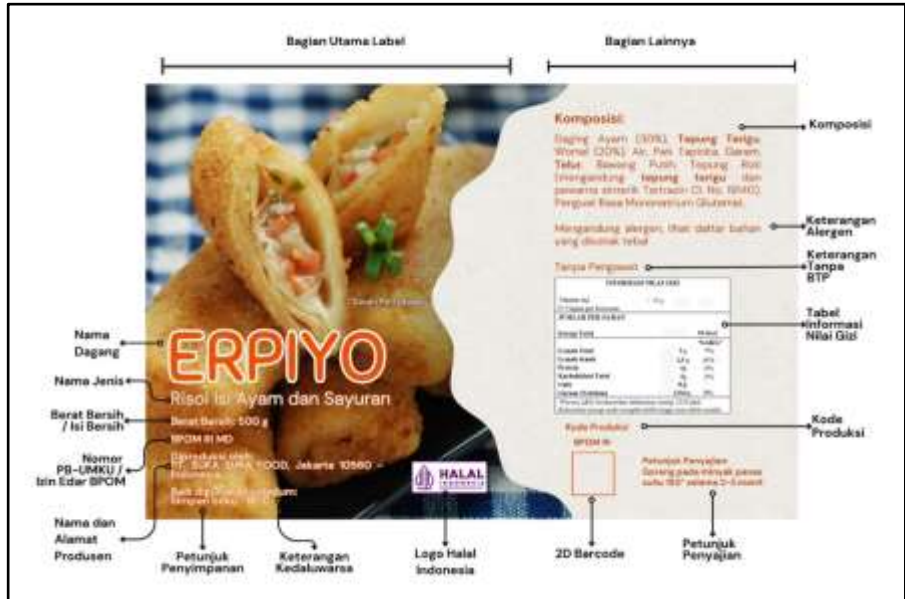 Bagian Utama Label
Bagian Lainnya
Komposisi:
Daging Ayam (30%), Tepung Terigu,
Wortel (20%), Air, Pati Tapioka, Garam,
Telur, Bawang Putih, Tepung Roti
(mengandung tepung terigu dan
pewarna sintetik Tartrazin CI. No. 19140),
Penguat Rasa Mononatrium Glutamat.
Mengandung alergen, lihat daftar bahan
yang dicetak tebal
Tanpa Pengawet
INFORMASI NILAI GIZI
Komposisi
Keterangan
Alergen
Keterangan
Tanpa
BTP
Tabel
Informasi
Nilai Gizi
Kode
Produksi
Nama
Dagang
Nama Jenis
Berat Bersih
/ Isi Bersih
Nomor
PB-UMKU /
Izin Edar BPOM
Nama dan
Alamat
Produsen
ERPIYO
Risol Isi Ayam dan Sayuran
Berat Bersih: 500 g
BPOM RI MD
Diproduksi oleh:
PT. SUKA SUKA FOOD, Jakarta 10560 –
Indonesia
Baik digunakan sebelum:
HALAL
INDONESIA
Kode Produksi
BPOM RI
Petunjuk Penyajian
Goreng pada minyak panas
Petunjuk
Penyimpanan
Keterangan
Kedaluwarsa
Logo Halal
Indonesia
2D Barcode
Petunjuk
Penyajian